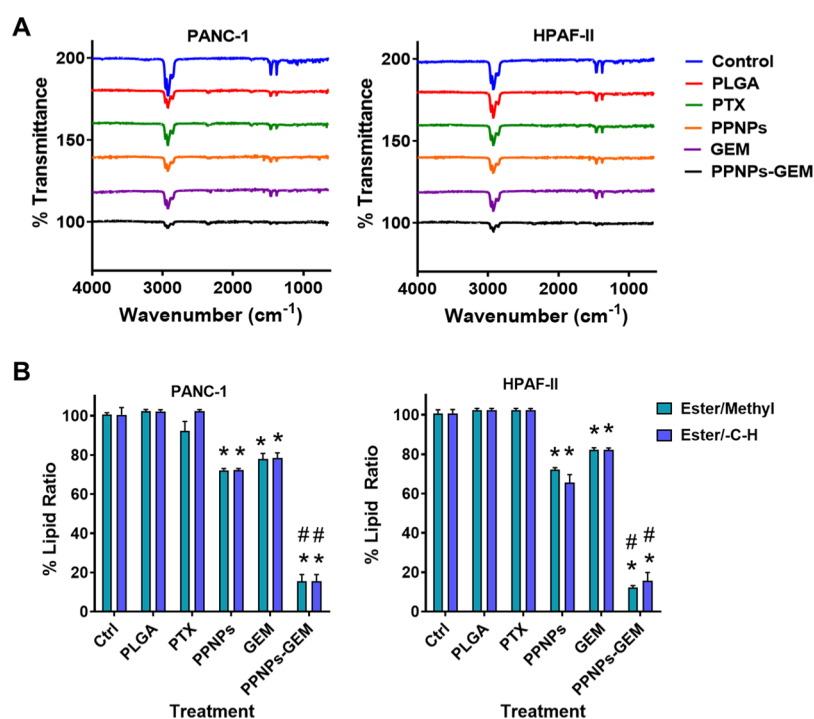 A
PANC-1
HPAF-II
% Transmittance
200
150
100
4000 3000 2000 1000
Wavenumber (cm-1)
% Transmittance
200
150
100
4000 3000 2000 1000
Wavenumber (cm-1)
Control
PLGA
PTX
PPNPs
GEM
PPNPs-GEM
B
PANC-1
HPAF-II
% Lipid Ratio
100
80
60
40
20
0
* * * * # # * *
Ctrl PLGA PTX PPNPs GEM PPNPs-GEM
Treatment
% Lipid Ratio
100
80
60
40
20
0
* * * * # # * *
Ctrl PLGA PTX PPNPs GEM PPNPs-GEM
Treatment
Ester/Methyl
Ester/-C-H